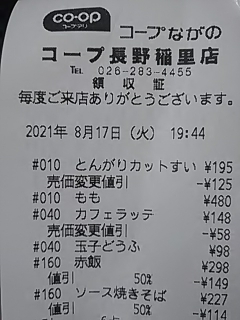 co-op
コープデリ
コープながの
コープ長野稲里店
TEL 026-283-4455
領収証
毎度ご来店ありがとうございます。
2021年 8月17日(火) 19:44
#010 とんがりカットすい ¥195
売価変更値引 -¥125
#010 もも ¥480
#040 カフェラッテ ¥148
売価変更値引 -¥58
#040 玉子どうふ ¥98
#160 赤飯 ¥298
値引 50% -¥149
#160 ソース焼きそば ¥227
値引 50% -¥114